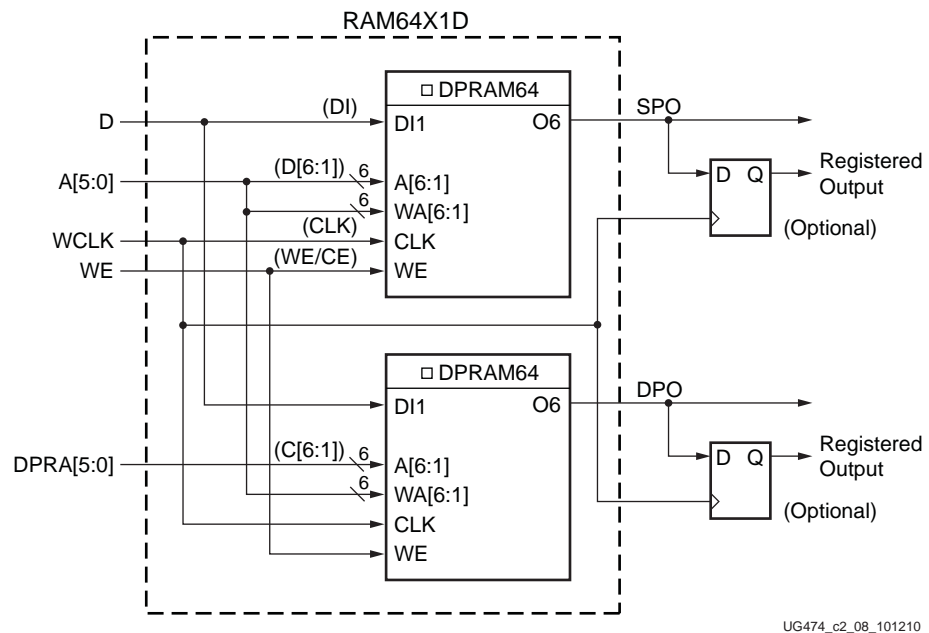 RAM64X1D
□ DPRAM64
D
(DI)
DI1
O6
SPO
A[5:0]
(D[6:1])
6
A[6:1]
6
WA[6:1]
WCLK
(CLK)
CLK
WE
(WE/CE)
WE
D Q
Registered
Output
(Optional)
□ DPRAM64
DI1
O6
DPO
DPRA[5:0]
(C[6:1])
6
A[6:1]
6
WA[6:1]
CLK
WE
D Q
Registered
Output
(Optional)
UG474_c2_08_101210